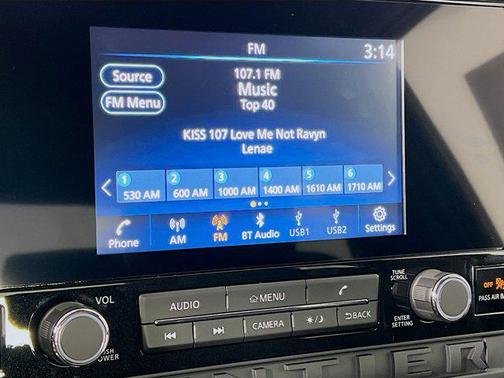 FM
3:14
Source
107.1 FM
Music
FM Menu
Top 40
KISS 107 Love Me Not Ravyn
Lenae
1 2 3 4 5 6
530 AM 600 AM 1000 AM 1400 AM 1610 AM 1710 AM
Phone AM FM BT Audio USB1 USB2 Settings
VOL
AUDIO
MENU
TUNE
SCROLL
OFF
PASS AIR
CAMERA
BACK
ENTER
SETTING
POWER
NTIER